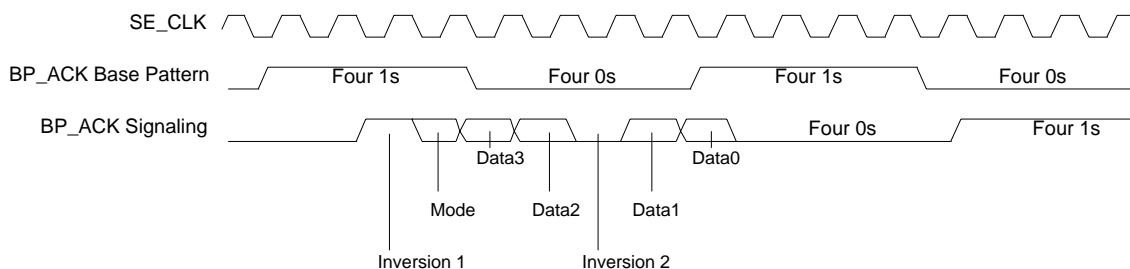 SE_CLK
BP_ACK Base Pattern
Four 1s
Four 0s
Four 1s
Four 0s
BP_ACK Signaling
Four 0s
Four 1s
Data3
Data0
Mode
Data2
Data1
Inversion 1
Inversion 2